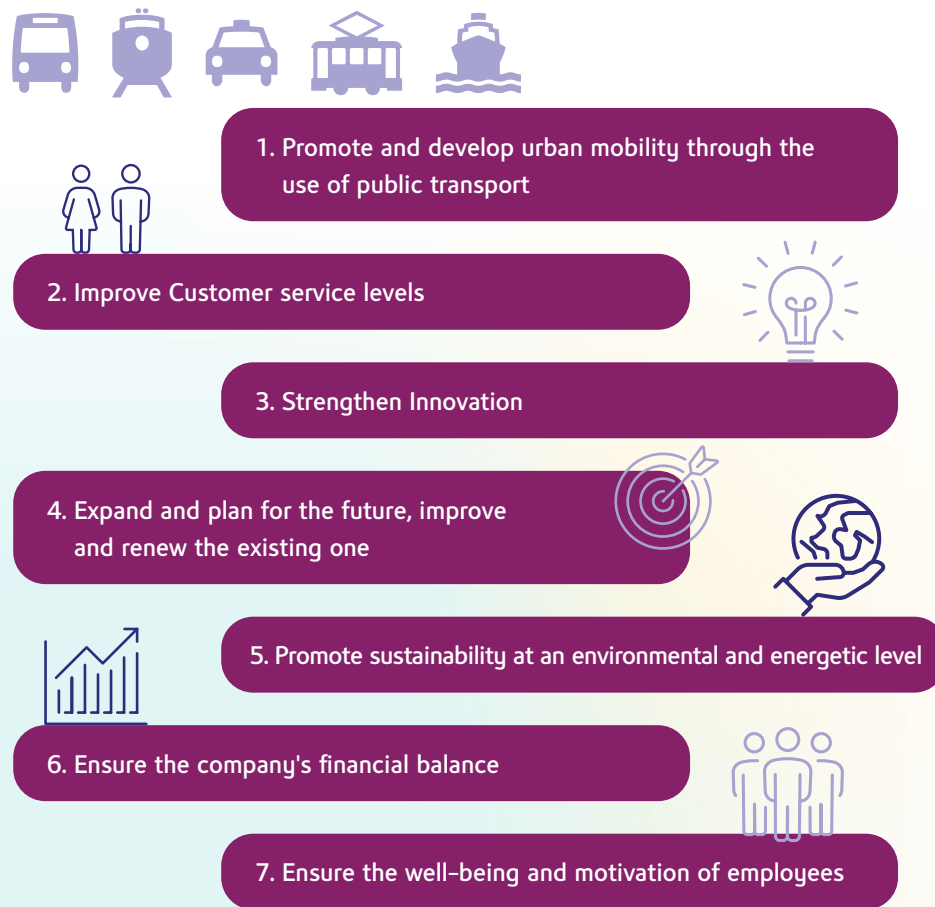 1. Promote and develop urban mobility through the
use of public transport
2. Improve Customer service levels
3. Strengthen Innovation
4. Expand and plan for the future, improve
and renew the existing one
5. Promote sustainability at an environmental and energetic level
6. Ensure the company's financial balance
7. Ensure the well-being and motivation of employees